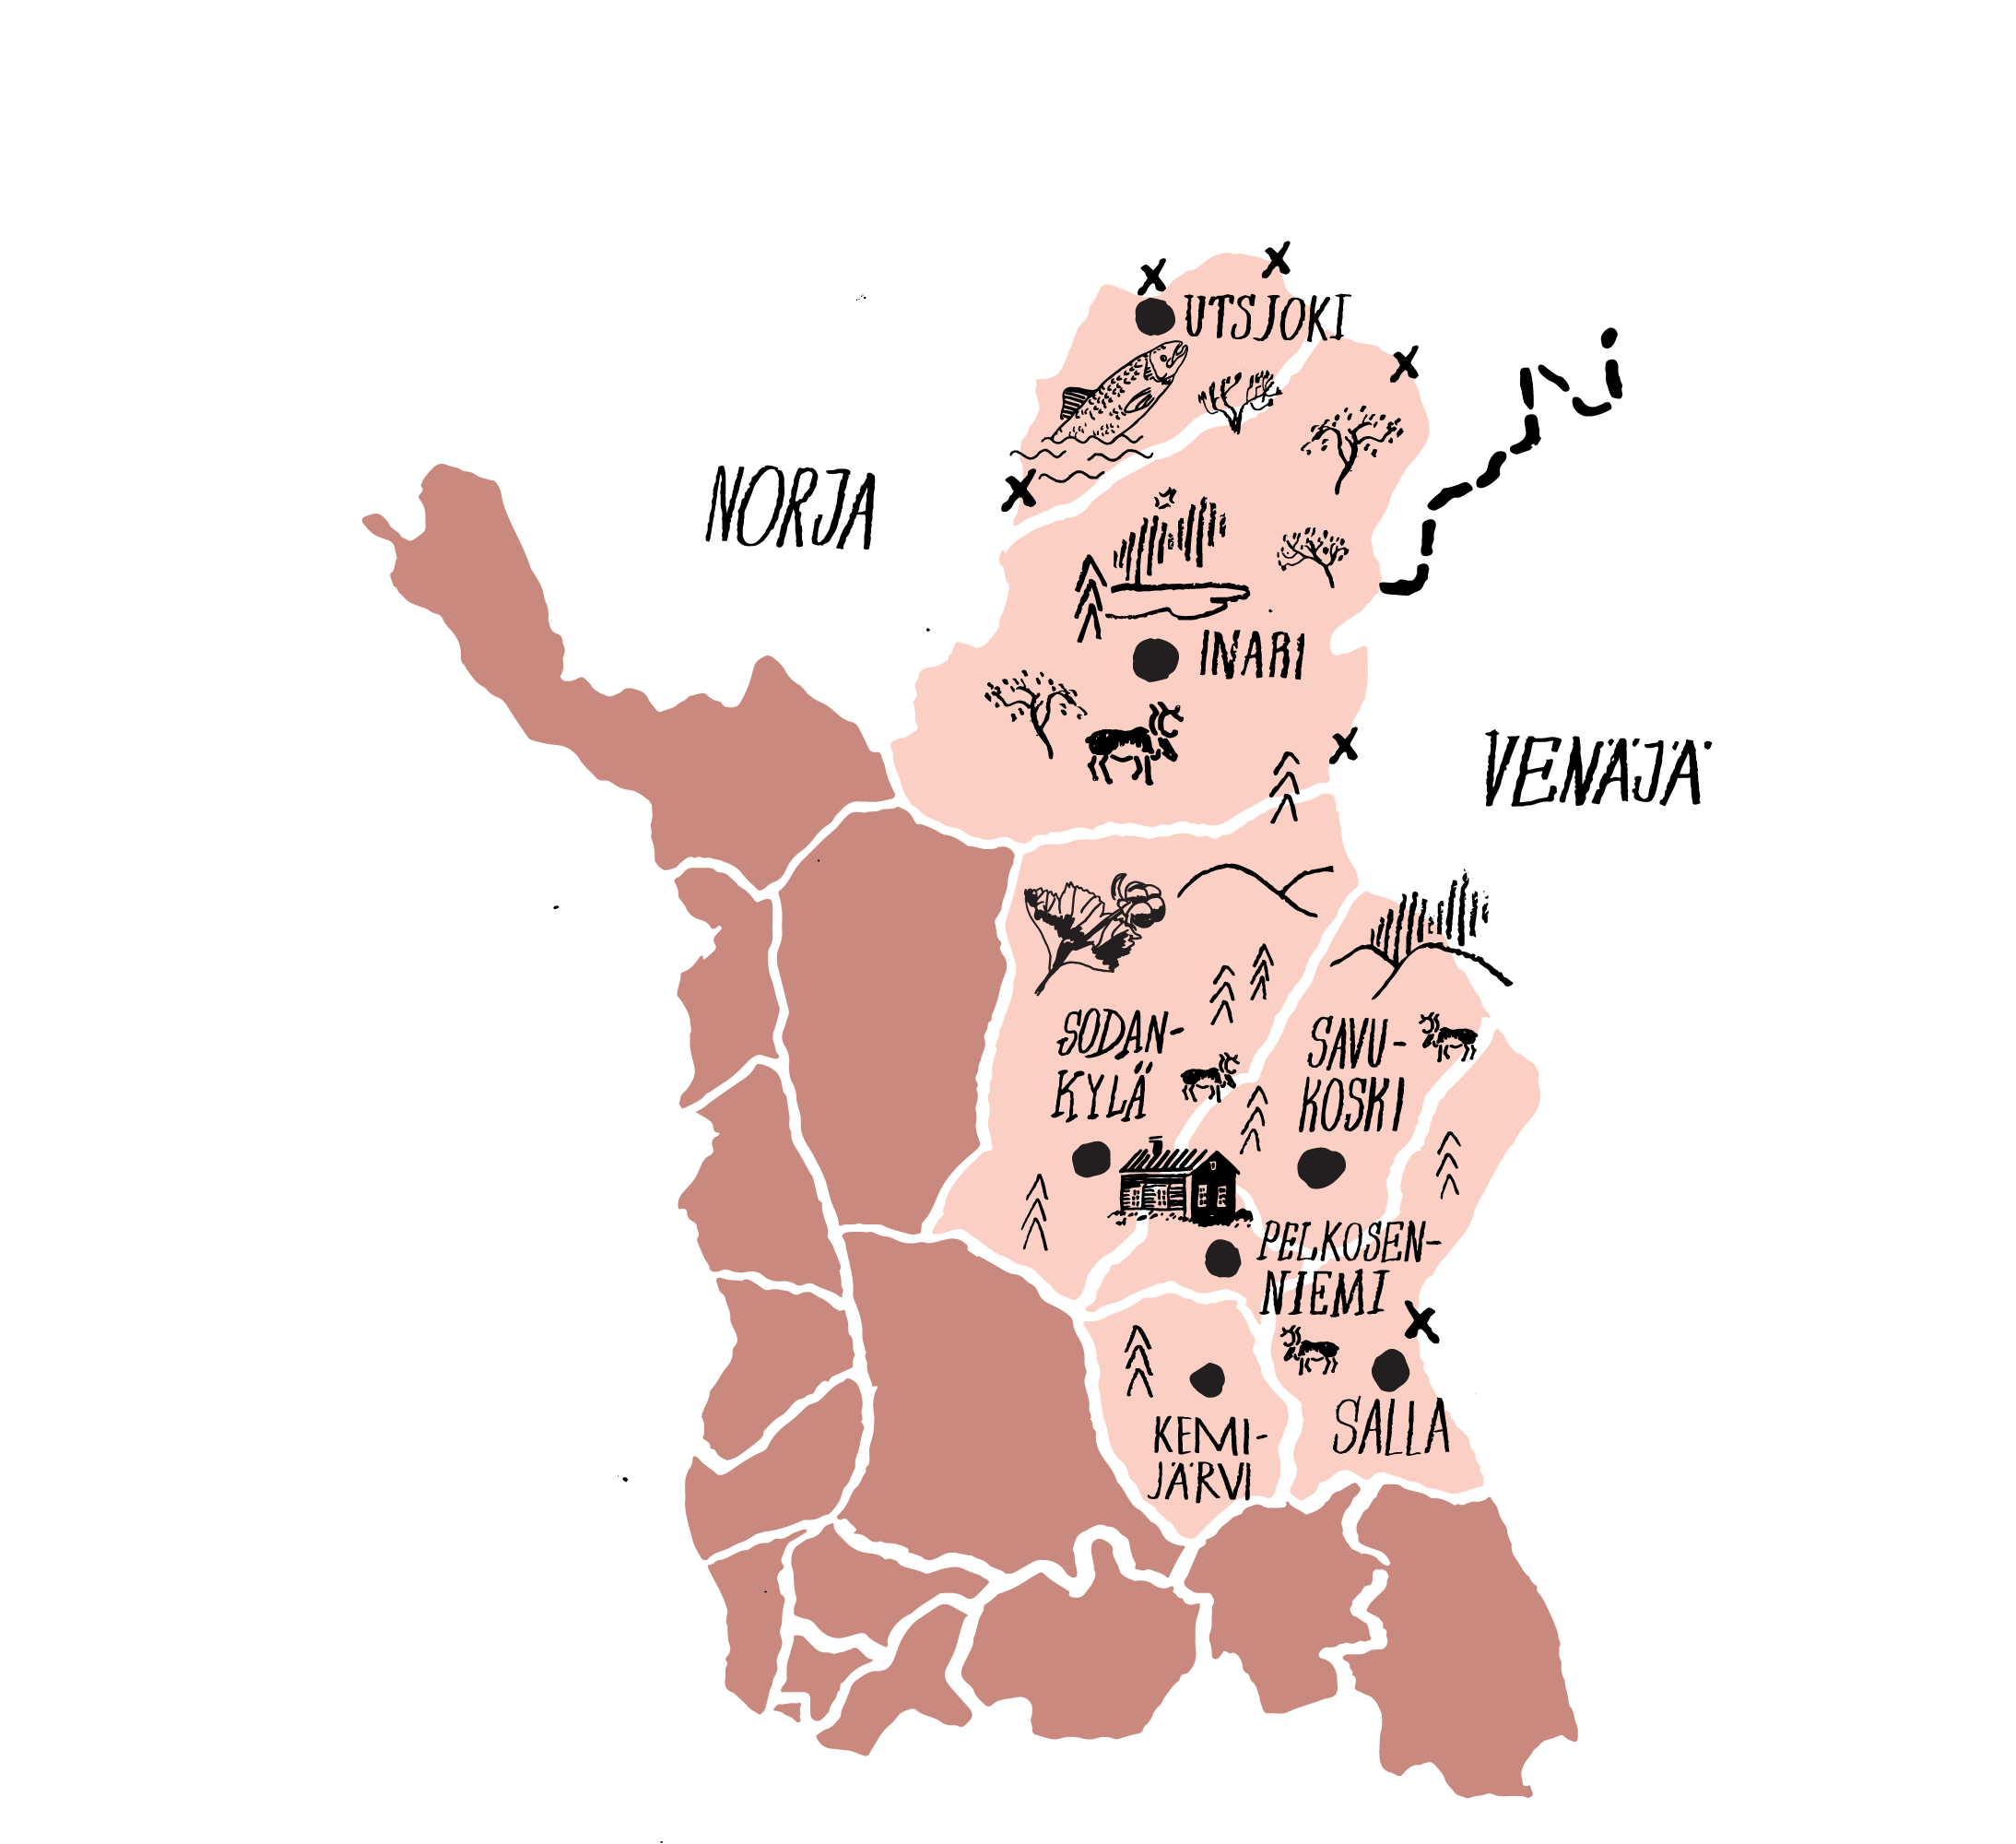 UTSJOKI
NORJA
INARI
VENÄJÄ
SODAN-
KYLÄ
SAVU-
KOSKI
PELKOSEN-
NIEMI
SALLA
KEMI-
JÄRVI